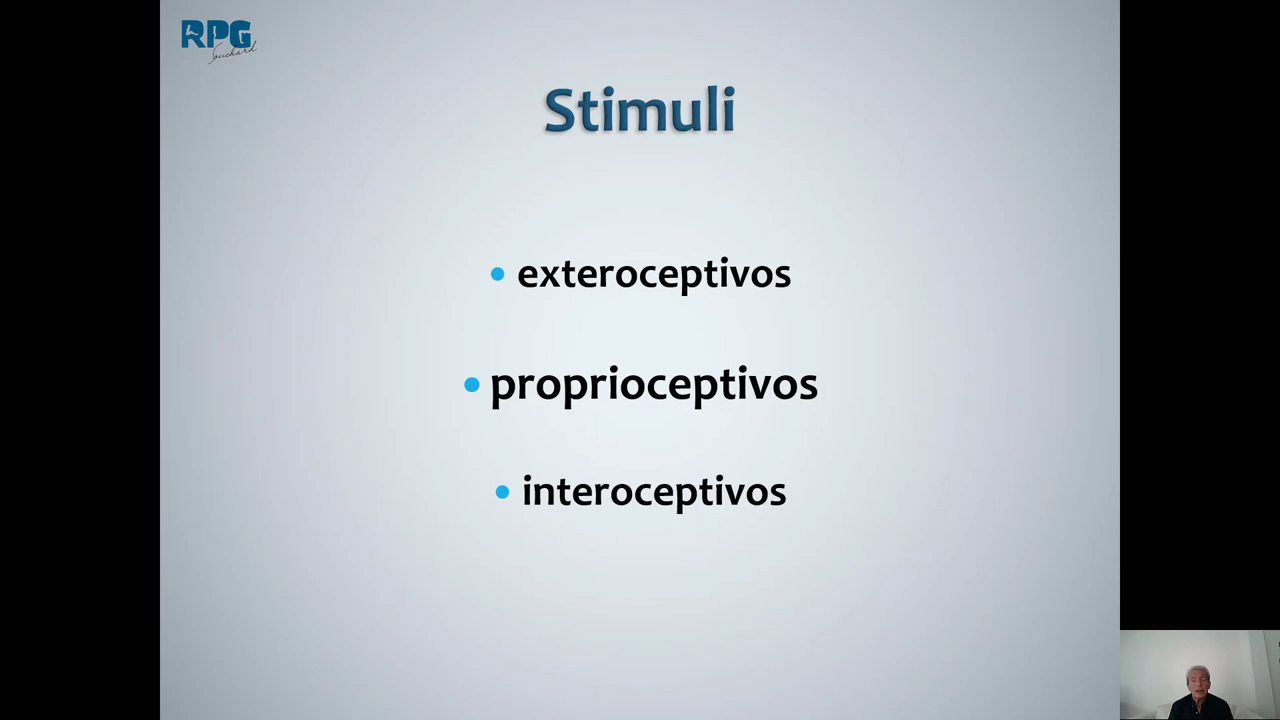 RPG
Souchard
Stimuli
• exteroceptivos
• proprioceptivos
• interoceptivos